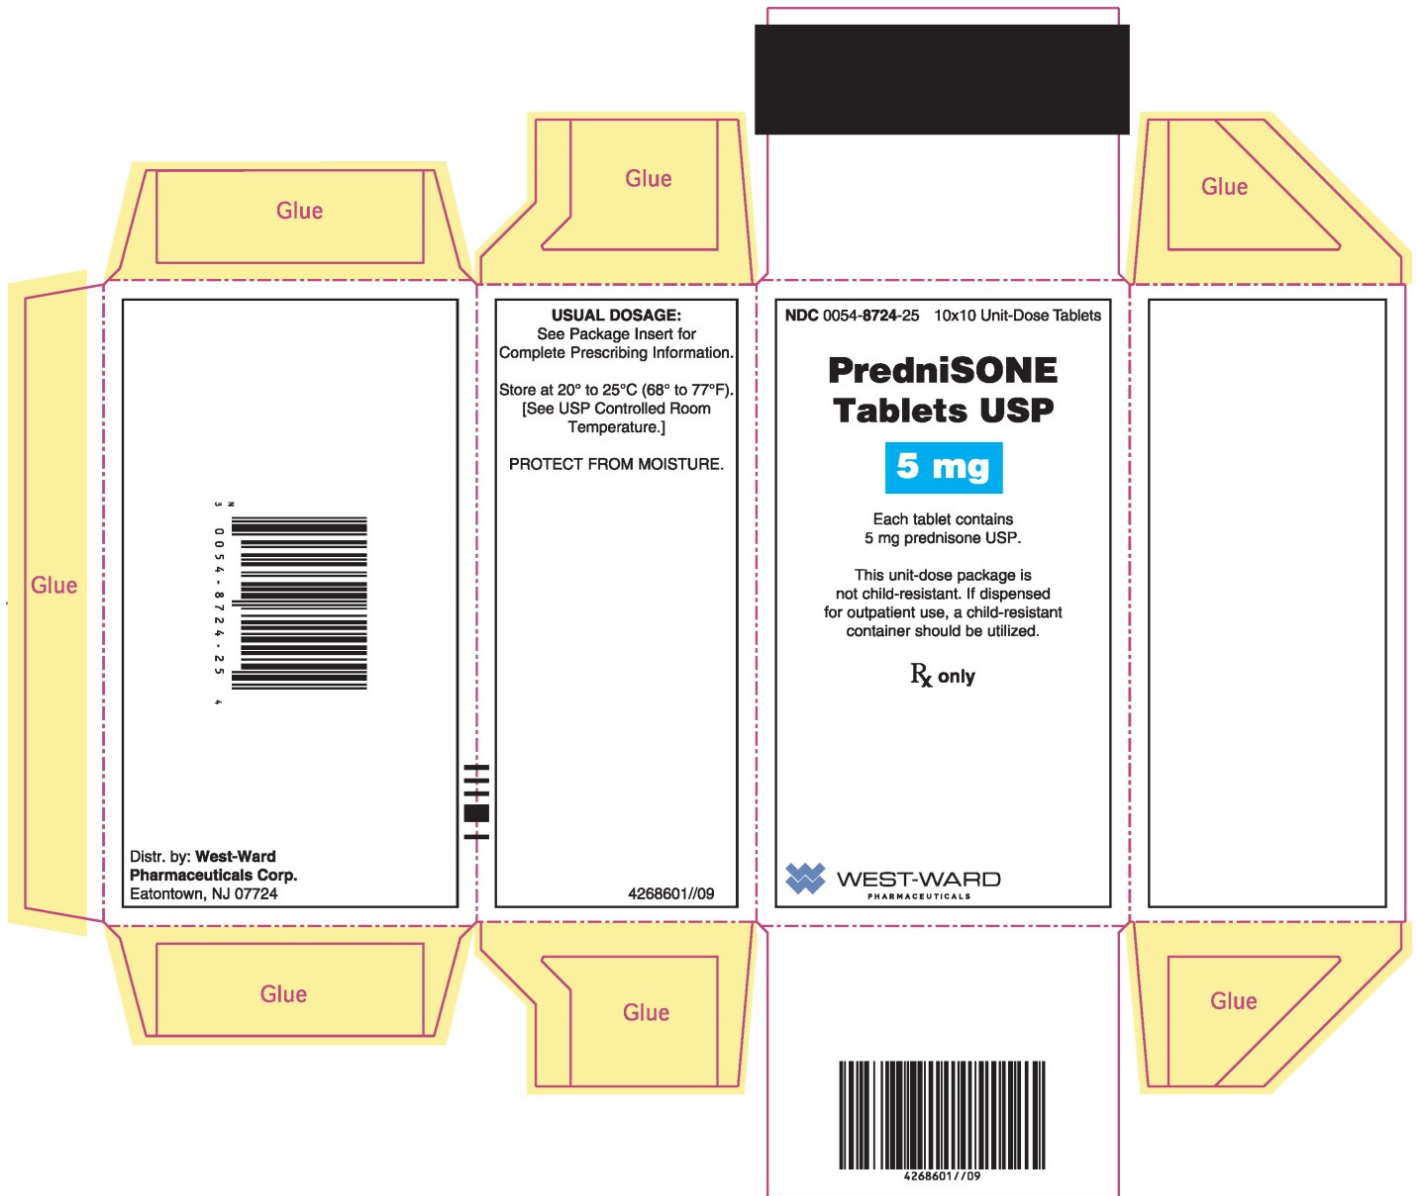 Glue
Glue
Glue
Glue
N
3 0054-8724-25 4
Distr. by: West-Ward
Pharmaceuticals Corp.
Eatontown, NJ 07724
USUAL DOSAGE:
See Package Insert for
Complete Prescribing Information.
Store at 20° to 25°C (68° to 77°F).
[See USP Controlled Room
Temperature.]
PROTECT FROM MOISTURE.
4268601//09
NDC 0054-8724-25 10x10 Unit-Dose Tablets
PredniSONE
Tablets USP
5 mg
Each tablet contains
5 mg prednisone USP.
This unit-dose package is
not child-resistant. If dispensed
for outpatient use, a child-resistant
container should be utilized.
Rx only
WEST-WARD
PHARMACEUTICALS
Glue
Glue
Glue
4268601//09